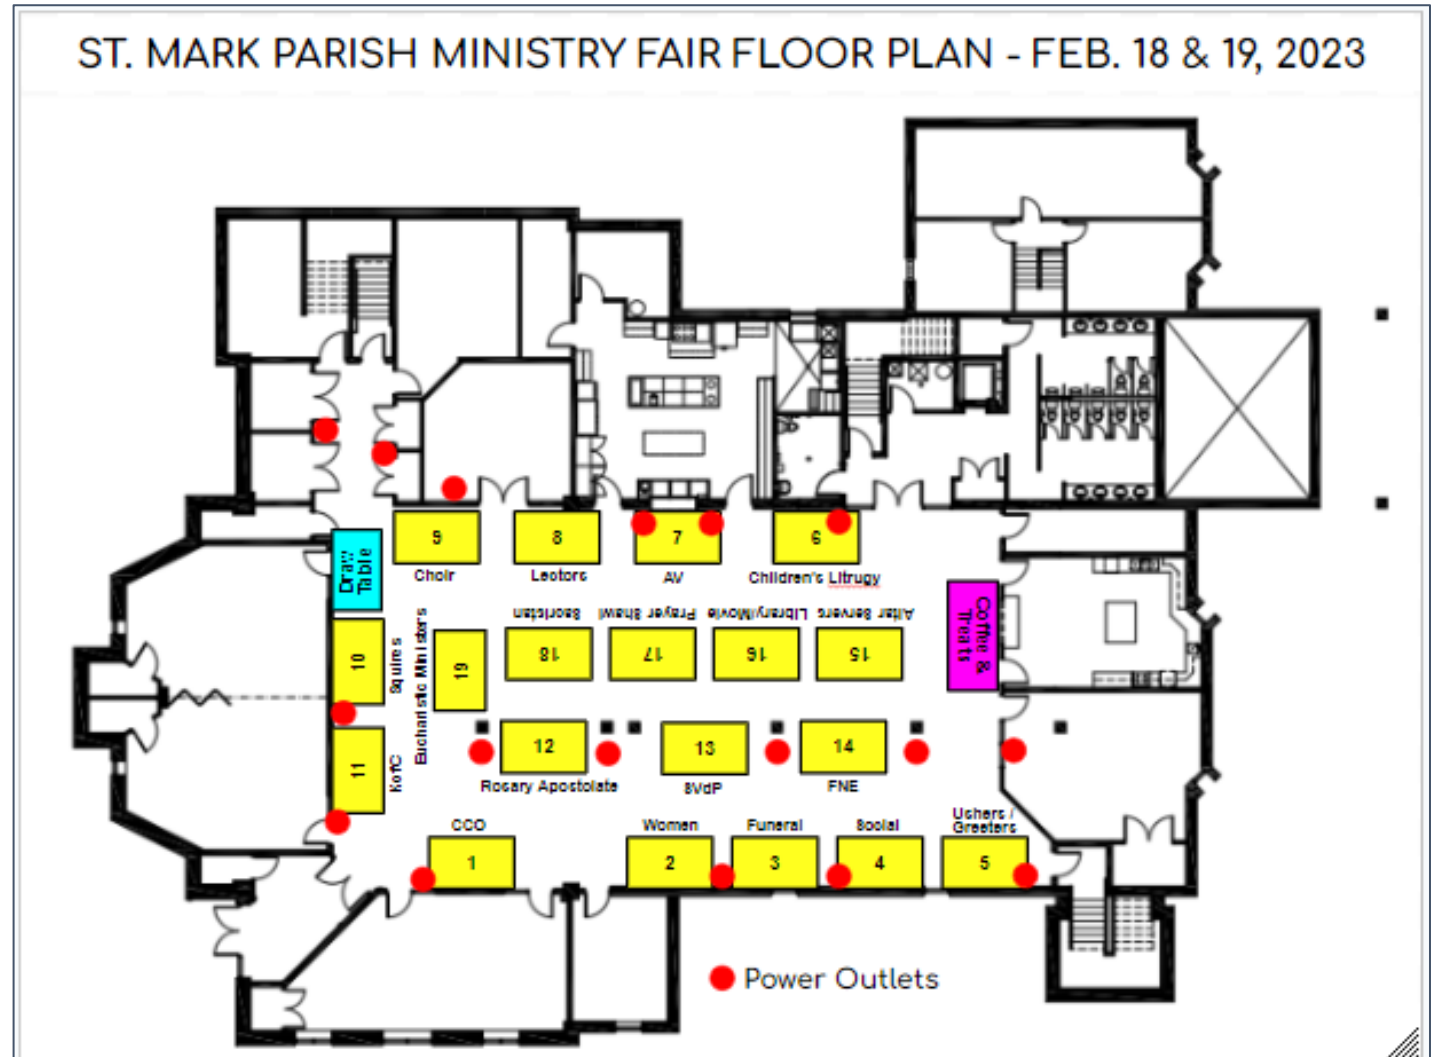 ST. MARK PARISH MINISTRY FAIR FLOOR PLAN - FEB. 18 & 19, 2023
9
8
7
6
Choir
Lectors
AV
Children's Litrugy
Draw
Table
Coffee &
Treats
10
Squires
11
KofC
Eucharistic Ministers
19
Sacristan
Prayer Shawl
Library/Movie
Altar Servers
18
17
16
15
12
13
14
Rosary Apostolate
SVdP
FNE
CCO
Women
Funeral
Social
Ushers /
Greeters
1
2
3
4
5
Power Outlets